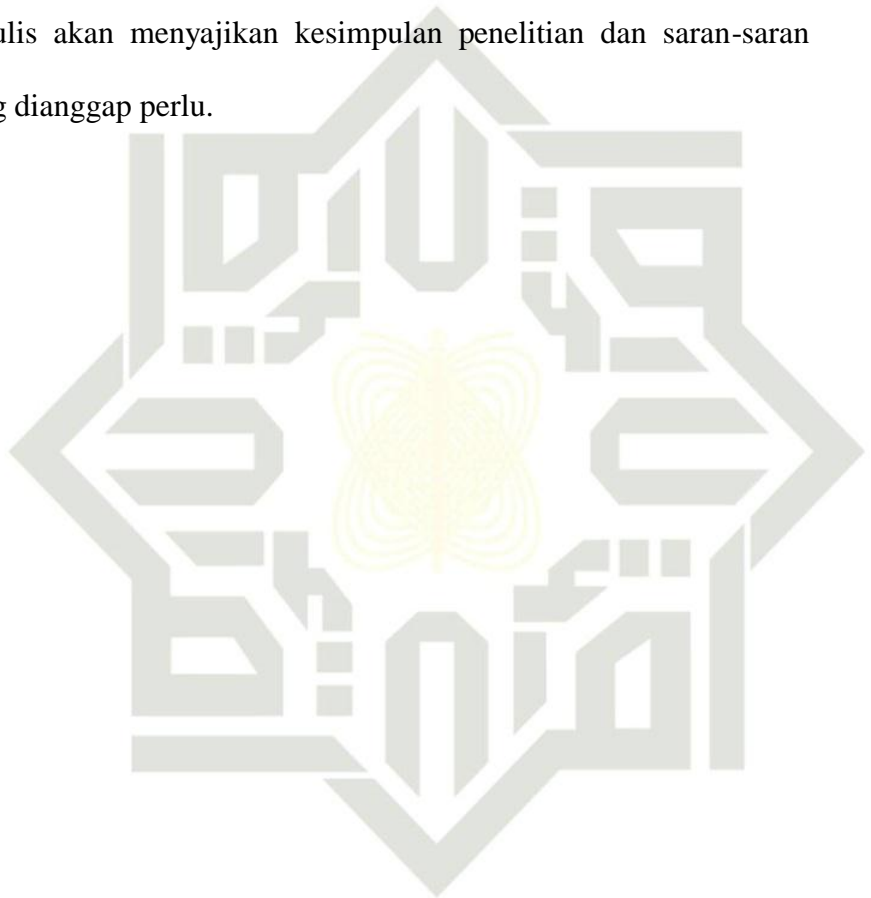 ulis akan menyajikan kesimpulan penelitian dan saran-saran
g dianggap perlu.